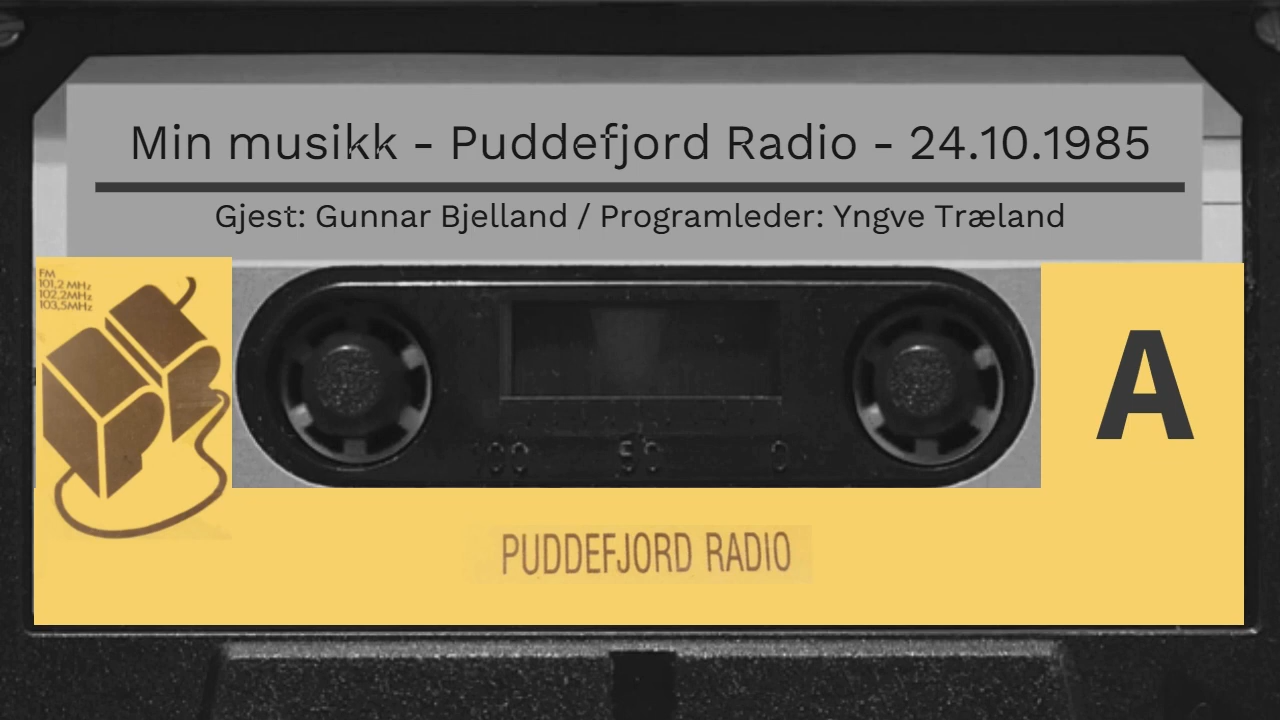 Min musikk - Puddefjord Radio - 24.10.1985
Gjest: Gunnar Bjelland / Programleder: Yngve Træland
FM
101,2 MHz
102,2MHz
103,5MHz
A
PUDDEFJORD RADIO